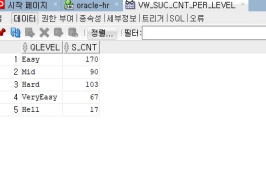 시작 페이지 oracle-hr VW_SUC_CNT_PER_LEVEL
데이터 권한 부여 종속성 세부정보 트리거 SQL 오류
정렬... 필터:
QLEVEL S_CNT
1 Easy 170
2 Mid 90
3 Hard 103
4 VeryEasy 67
5 Hell 17